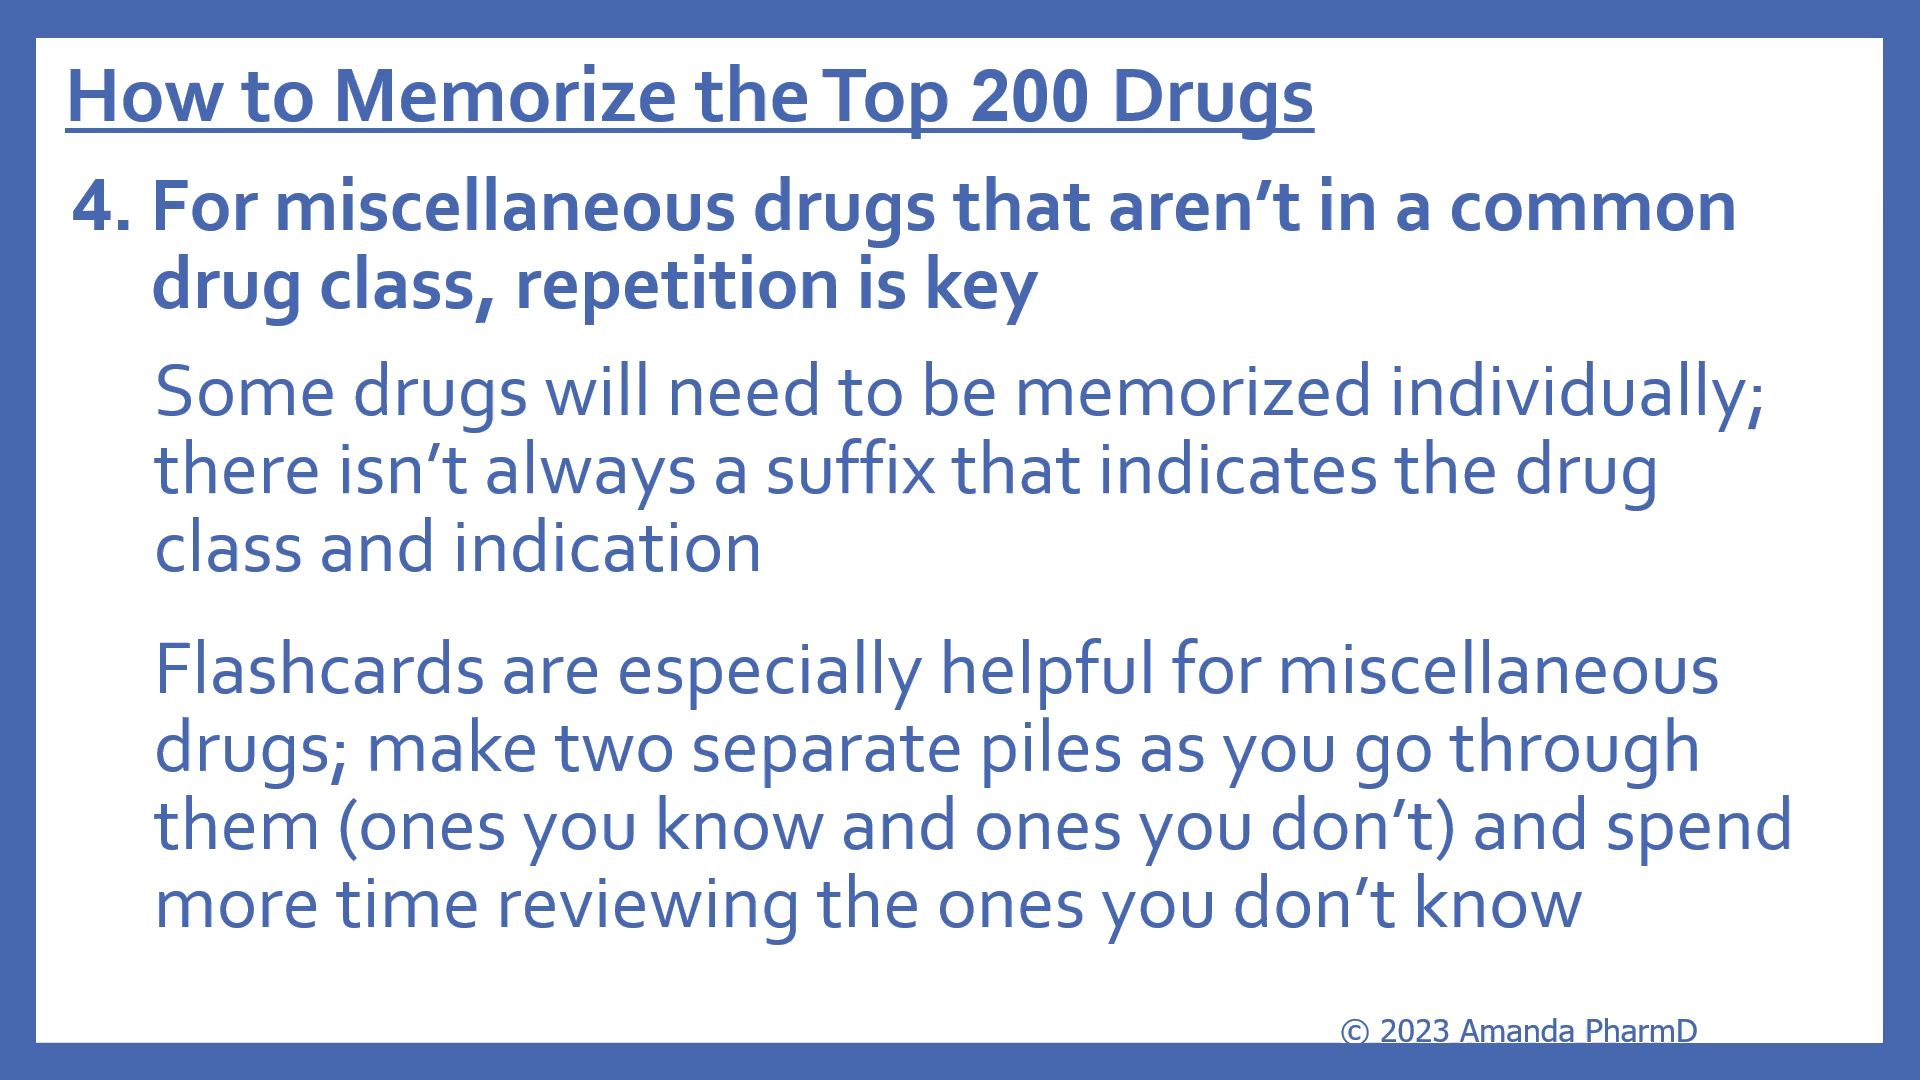 How to Memorize the Top 200 Drugs
4. For miscellaneous drugs that aren’t in a common
drug class, repetition is key
Some drugs will need to be memorized individually;
there isn’t always a suffix that indicates the drug
class and indication
Flashcards are especially helpful for miscellaneous
drugs; make two separate piles as you go through
them (ones you know and ones you don’t) and spend
more time reviewing the ones you don’t know
© 2023 Amanda PharmD